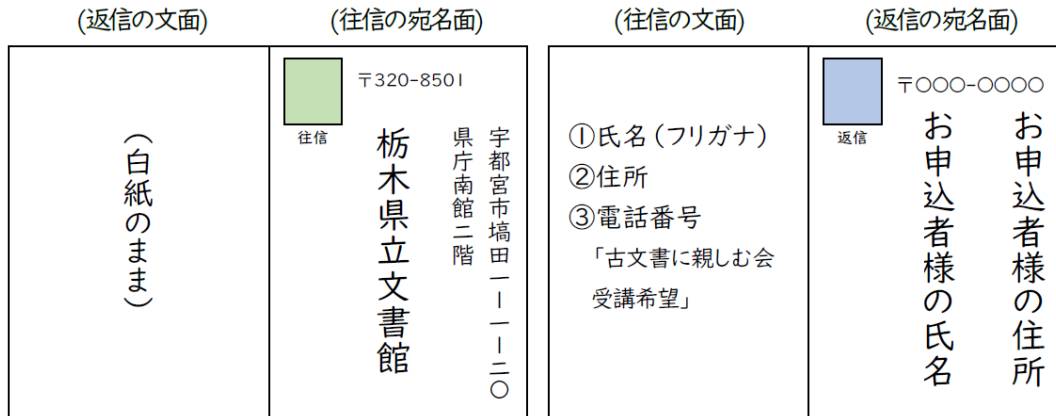 (返信の文面)
(白紙のまま)
(往信の宛名面)
往信
〒320-8501
宇都宮市塙田一ー一ー二〇
県庁南館二階
栃木県立文書館
(往信の文面)
①氏名(フリガナ)
②住所
③電話番号
「古文書に親しむ会
受講希望」
(返信の宛名面)
返信
〒○○○-○○○○
お申込者様の住所
お申込者様の氏名